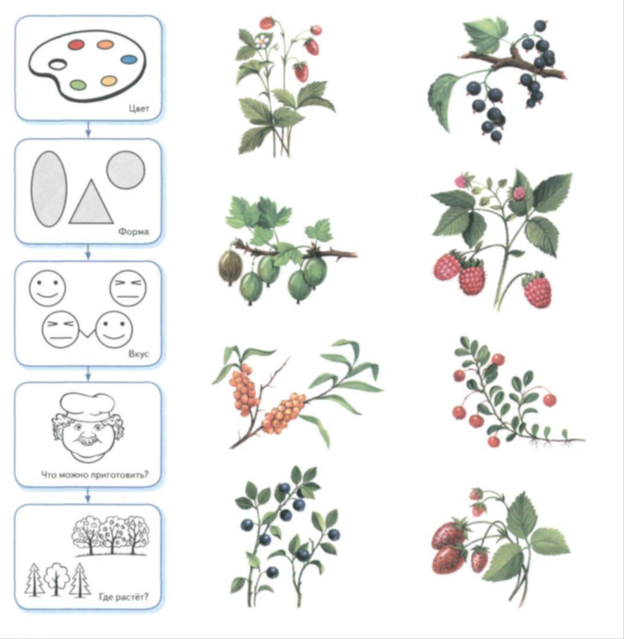 Цвет
Форма
Вкус
Что можно приготовить?
Где растёт?